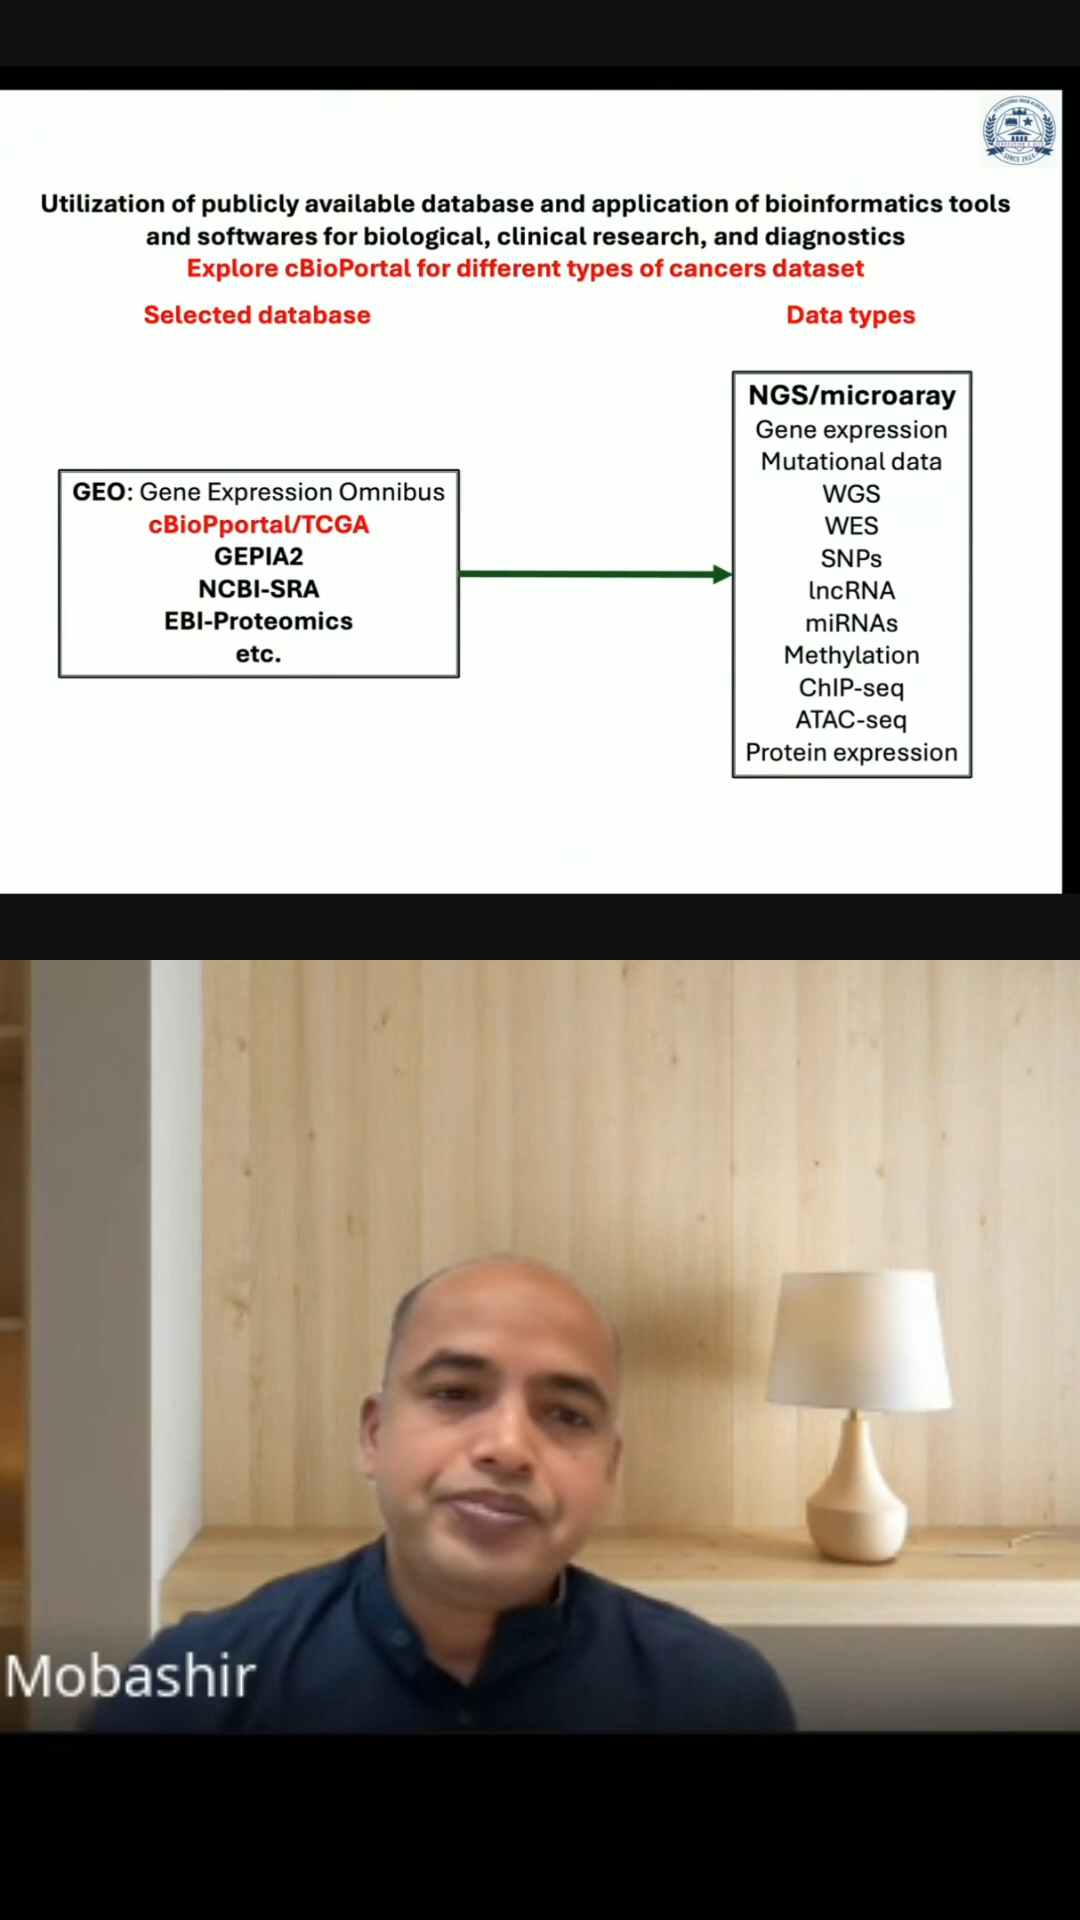 SINCE 2024
Utilization of publicly available database and application of bioinformatics tools
and softwares for biological, clinical research, and diagnostics
Explore cBioPortal for different types of cancers dataset
Selected database
Data types
GEO: Gene Expression Omnibus
cBioPportal/TCGA
GEPIA2
NCBI-SRA
EBI-Proteomics
etc.
NGS/microaray
Gene expression
Mutational data
WGS
WES
SNPs
lncRNA
miRNAs
Methylation
ChIP-seq
ATAC-seq
Protein expression
Mobashir